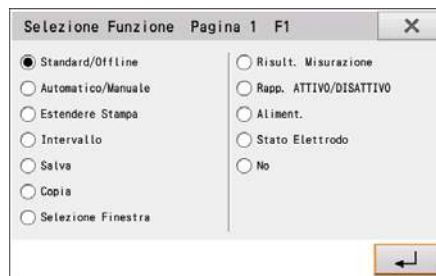 Selezione Funzione Pagina 1 F1
Standard/Offline
Automatico/Manuale
Estendere Stampa
Intervallo
Salva
Copia
Selezione Finestra
Risult. Misurazione
Rapp. ATTIVO/DISATTIVO
Aliment.
Stato Elettrodo
No